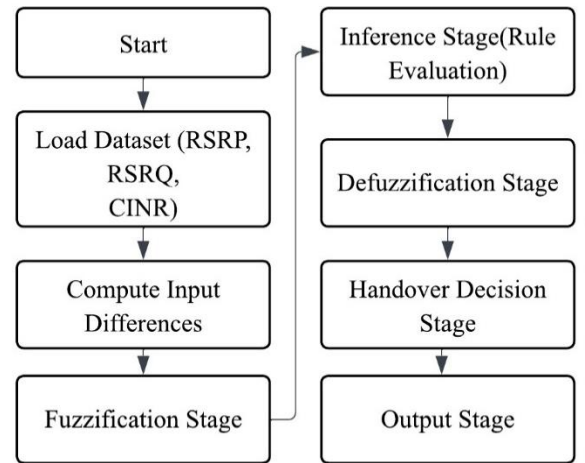 Start
Load Dataset (RSRP,
RSRQ,
CINR)
Compute Input
Differences
Fuzzification Stage
Inference Stage(Rule
Evaluation)
Defuzzification Stage
Handover Decision
Stage
Output Stage